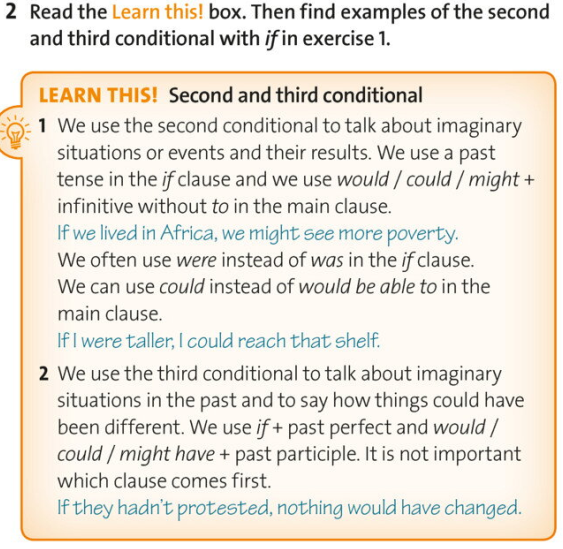 2 Read the Learn this! box. Then find examples of the second
and third conditional with if in exercise 1.
LEARN THIS! Second and third conditional
1 We use the second conditional to talk about imaginary
situations or events and their results. We use a past
tense in the if clause and we use would / could / might +
infinitive without to in the main clause.
If we lived in Africa, we might see more poverty.
We often use were instead of was in the if clause.
We can use could instead of would be able to in the
main clause.
If I were taller, I could reach that shelf.
2 We use the third conditional to talk about imaginary
situations in the past and to say how things could have
been different. We use if + past perfect and would /
could / might have + past participle. It is not important
which clause comes first.
If they hadn't protested, nothing would have changed.